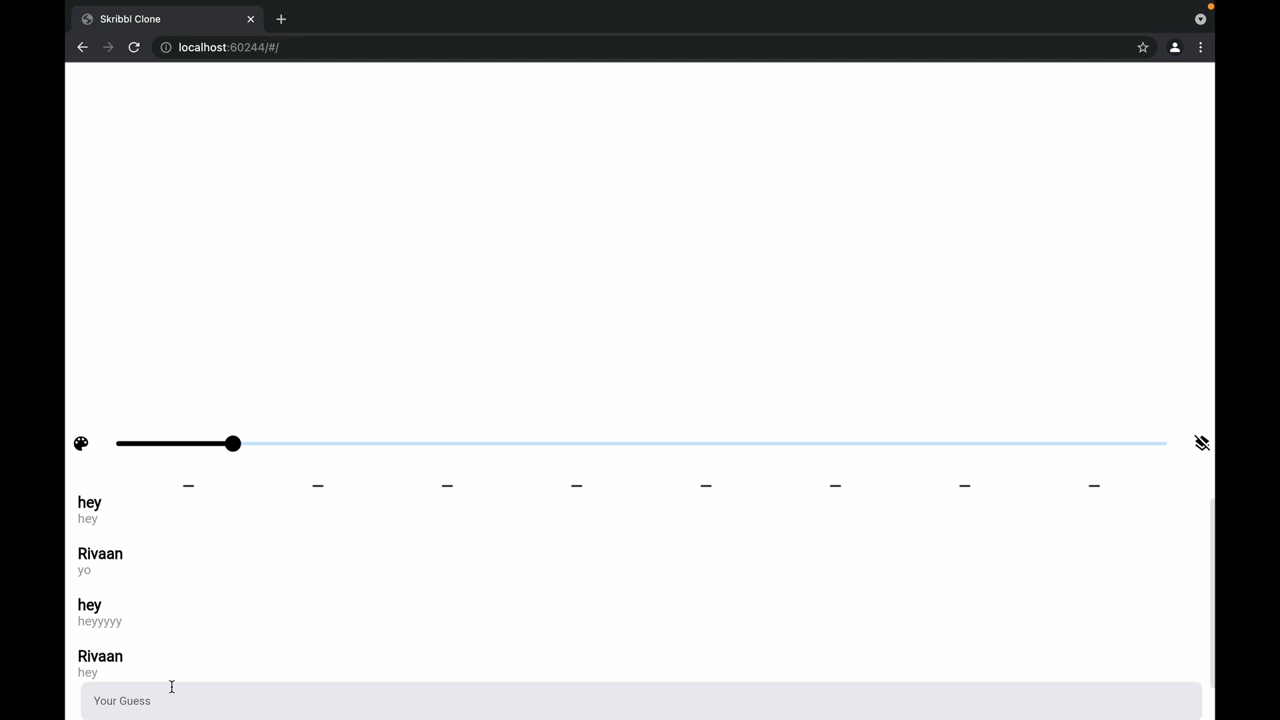 Skribbl Clone
localhost:60244/#/
_ _ _ _ _ _ _ _
hey
hey
Rivaan
yo
hey
heyyyyy
Rivaan
hey
Your Guess